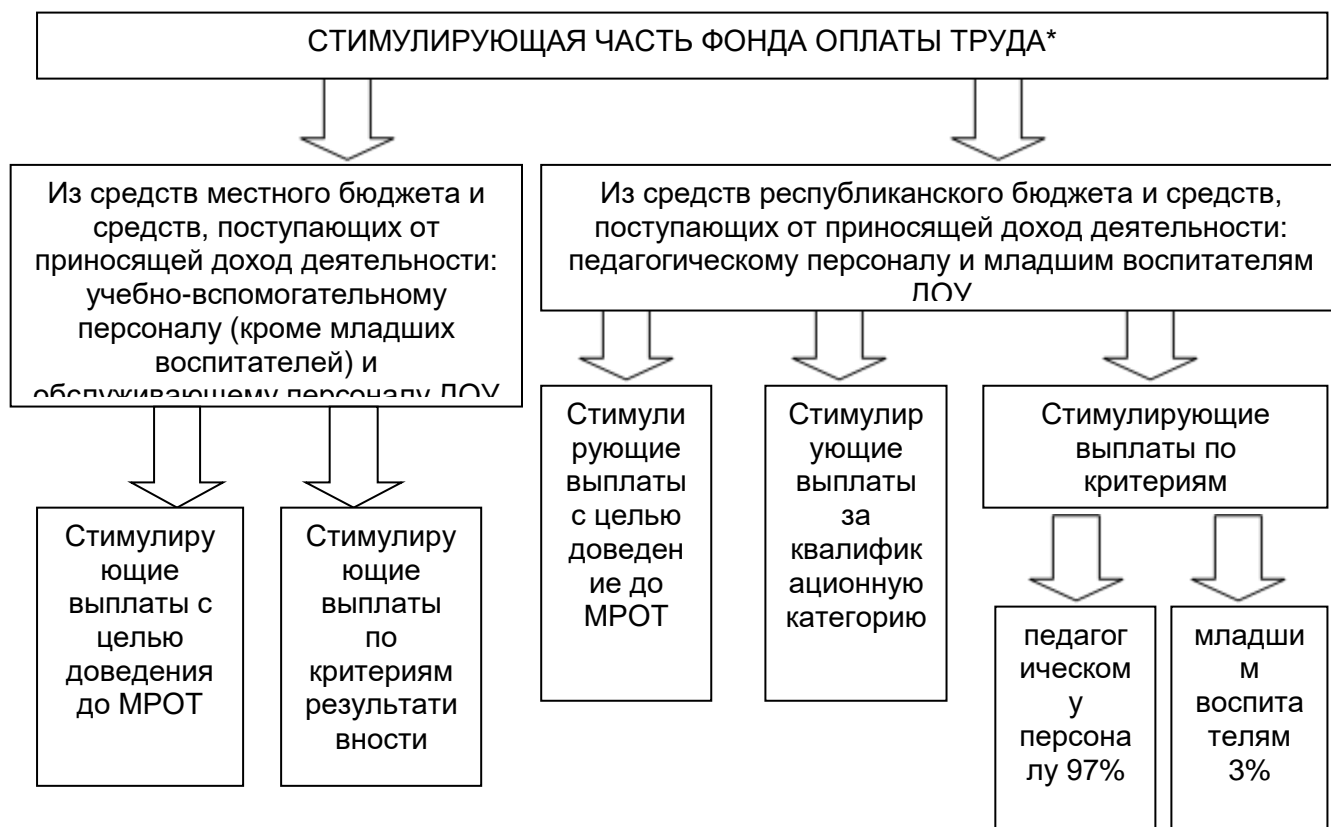 СТИМУЛИРУЮЩАЯ ЧАСТЬ ФОНДА ОПЛАТЫ ТРУДА*
Из средств местного бюджета и
средств, поступающих от
приносящей доход деятельности:
учебно-вспомогательному
персоналу (кроме младших
воспитателей) и
обслуживающему персоналу ДОУ
Из средств республиканского бюджета и средств,
поступающих от приносящей доход деятельности:
педагогическому персоналу и младшим воспитателям
ДОУ
Стимулиру
ющие
выплаты с
целью
доведения
до МРОТ
Стимулиру
ющие
выплаты
по
критериям
результати
вности
Стимули
рующие
выплаты
с целью
доведен
ие до
МРОТ
Стимулир
ующие
выплаты
за
квалифик
ационную
категорию
Стимулирующие
выплаты по
критериям
педагог
ическом
у
персона
лу 97%
младши
м
воспита
телям
3%